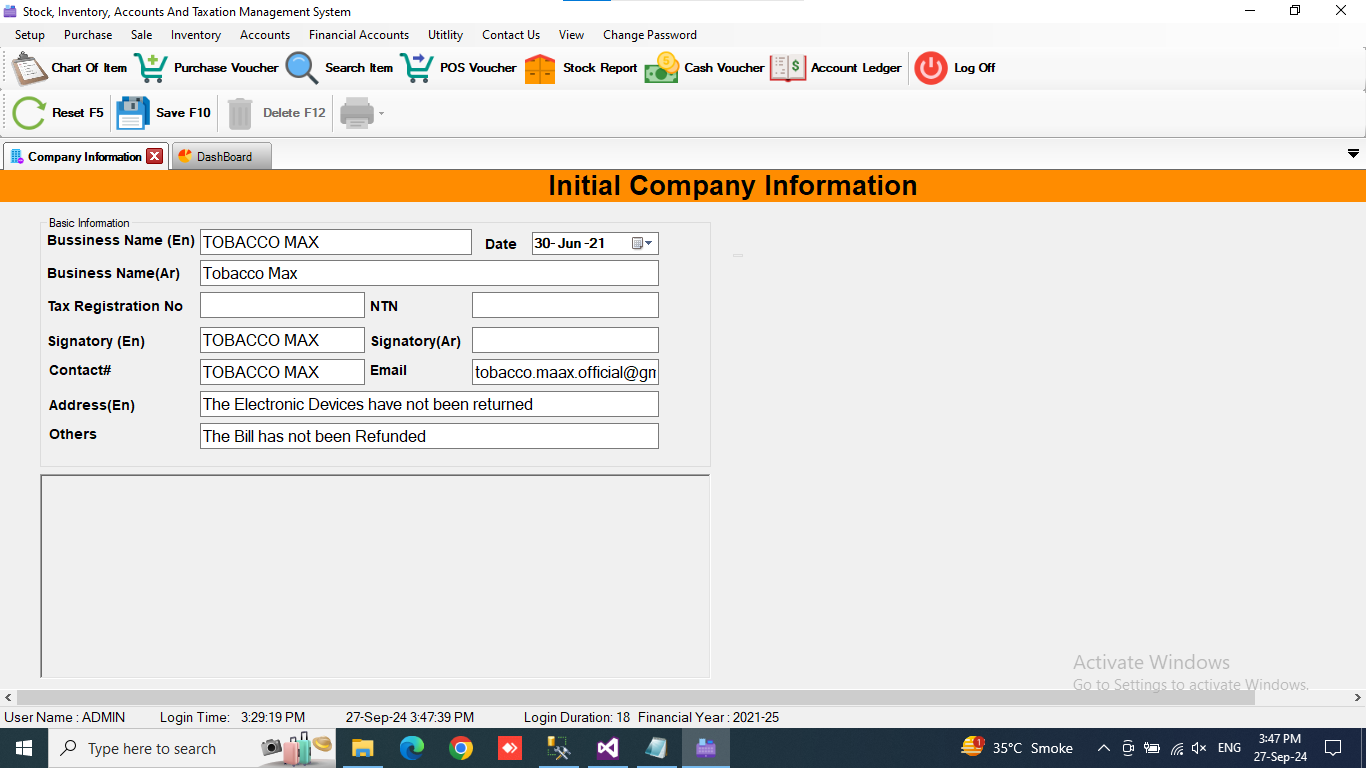 Stock, Inventory, Accounts And Taxation Management System
Setup Purchase Sale Inventory Accounts Financial Accounts Utitlity Contact Us View Change Password
Chart Of Item Purchase Voucher Search Item POS Voucher Stock Report Cash Voucher Account Ledger Log Off
Reset F5 Save F10 Delete F12
Company Information DashBoard
Initial Company Information
Basic Information
Bussiness Name (En) TOBACCO MAX Date 30-Jun-21
Business Name(Ar) Tobacco Max
Tax Registration No NTN
Signatory (En) TOBACCO MAX Signatory(Ar)
Contact# TOBACCO MAX Email tobacco.maax.official@gm
Address(En) The Electronic Devices have not been returned
Others The Bill has not been Refunded
Activate Windows
Go to Settings to activate Windows.
User Name : ADMIN Login Time: 3:29:19 PM 27-Sep-24 3:47:39 PM Login Duration: 18 Financial Year : 2021-25
Type here to search 1 35°C Smoke ENG 3:47 PM
27-Sep-24